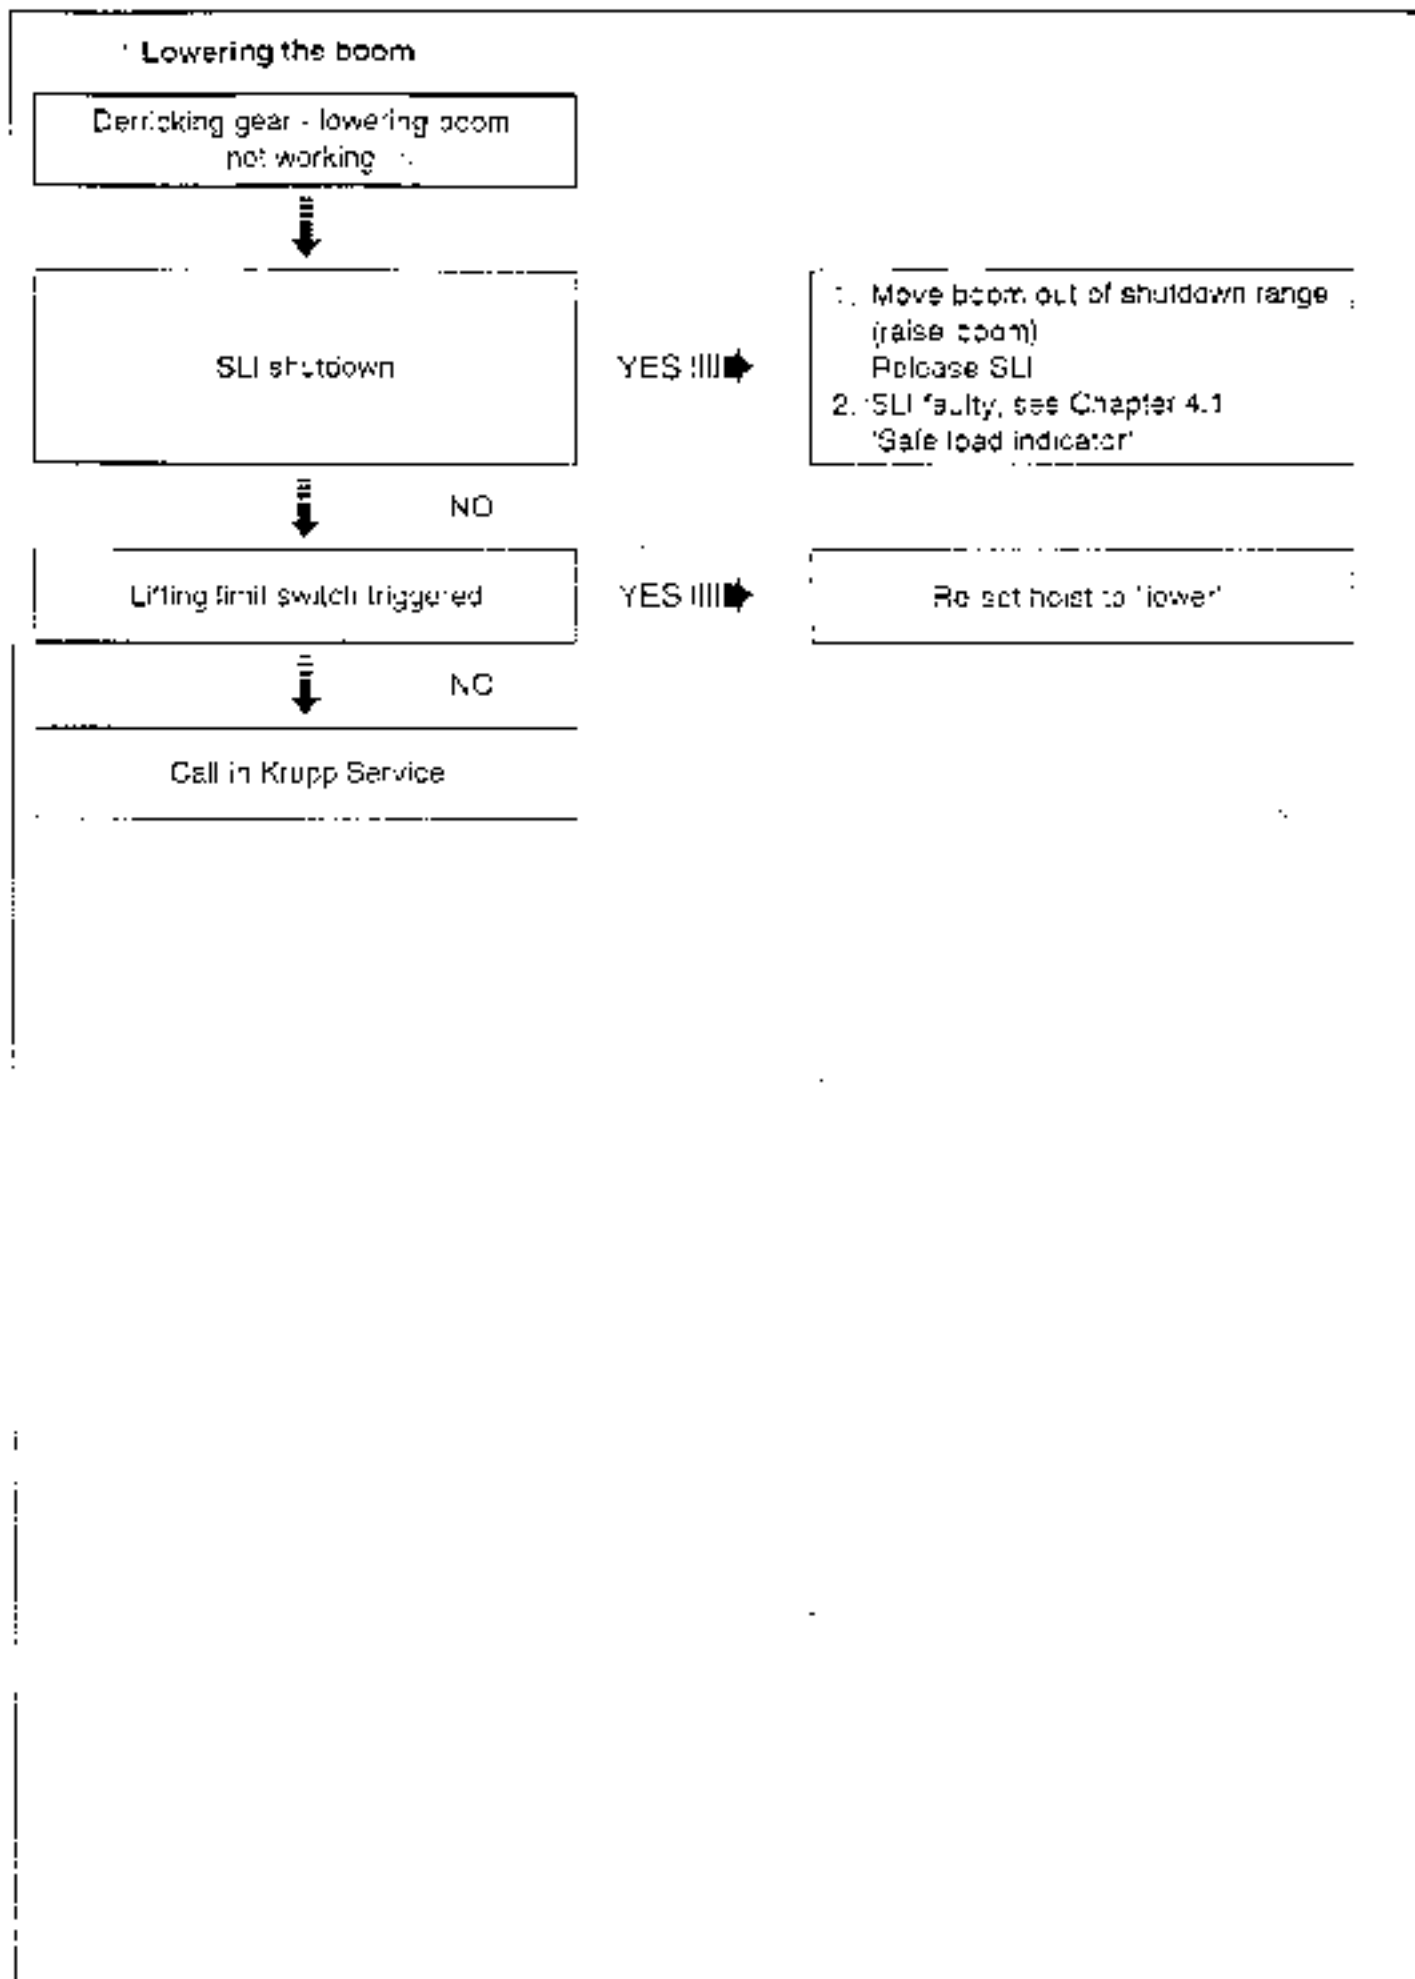 Lowering the boom
Derricking gear - lowering boom
not working
SLI shutdown
YES
1. Move boom out of shutdown range
(raise boom)
Release SLI
2. SLI faulty, see Chapter 4.1
'Safe load indicator'
NO
Lifting limit switch triggered
YES
Re-set hoist to 'lower'
NO
Call in Krupp Service